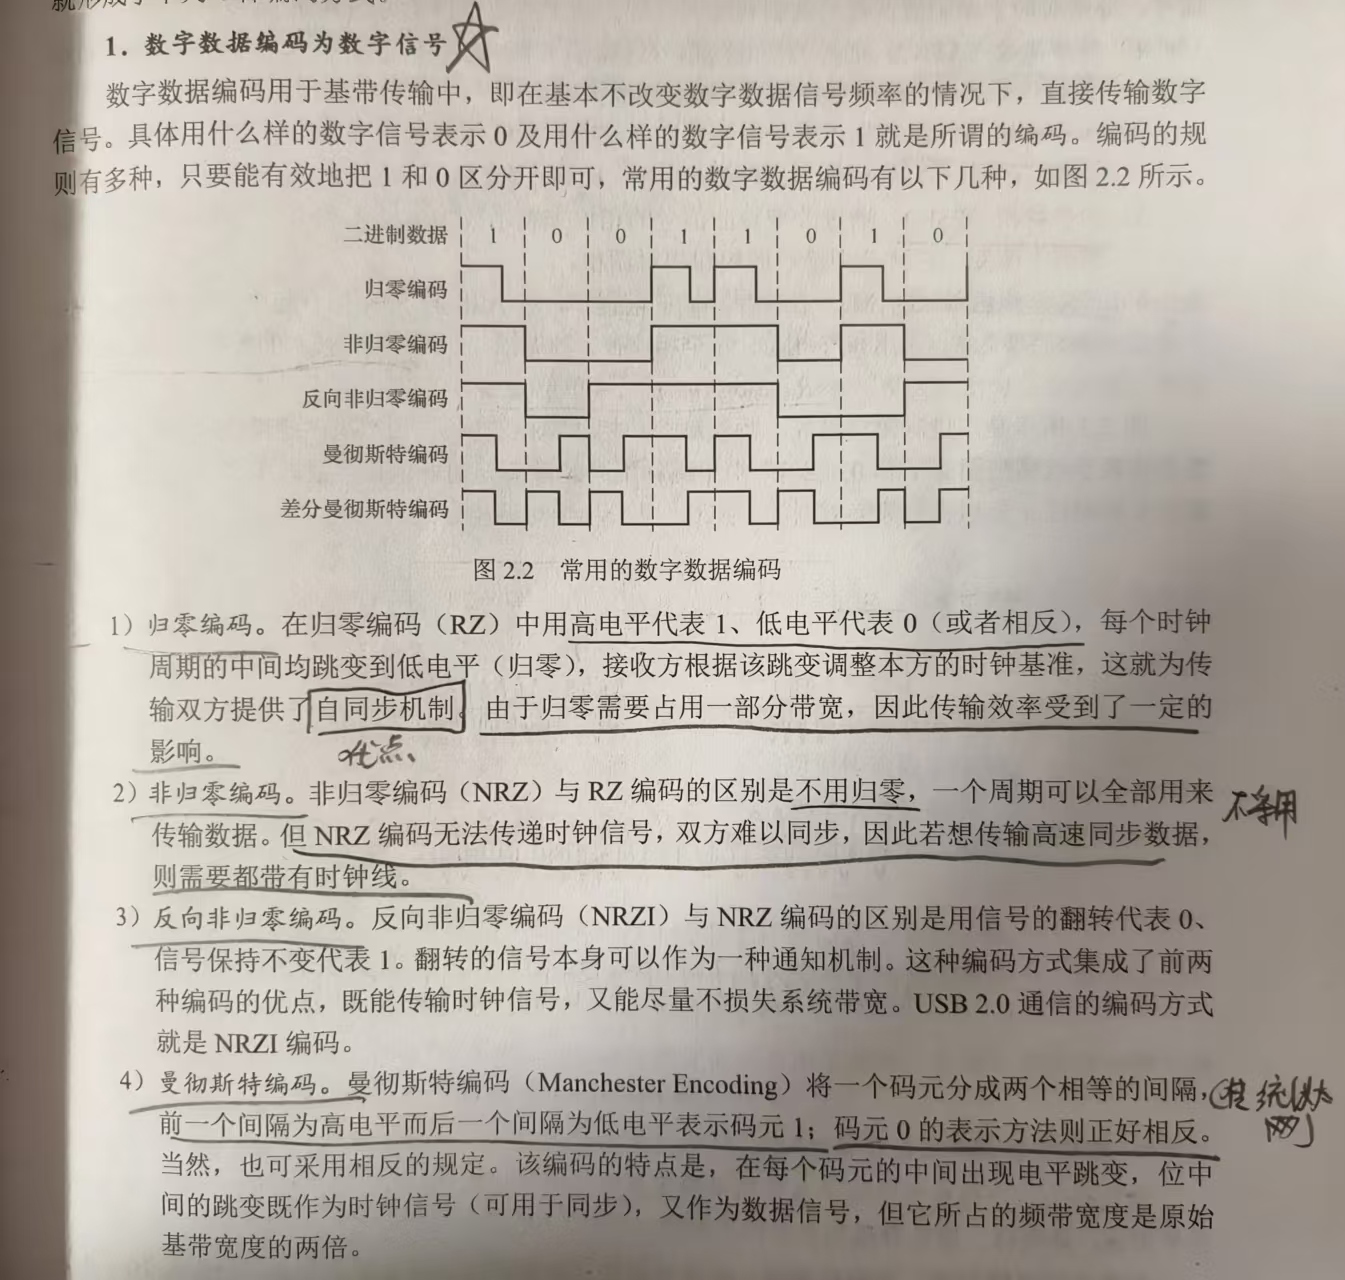 1. 数字数据编码为数字信号
数字数据编码用于基带传输中，即在基本不改变数字数据信号频率的情况下，直接传输数字
信号。具体用什么样的数字信号表示 0 及用什么样的数字信号表示 1 就是所谓的编码。编码的规
则有多种，只要能有效地把 1 和 0 区分开即可，常用的数字数据编码有以下几种，如图 2.2 所示。
二进制数据 1 0 0 1 1 0 1 0
归零编码
非归零编码
反向非归零编码
曼彻斯特编码
差分曼彻斯特编码
图 2.2 常用的数字数据编码
1）归零编码。在归零编码（RZ）中用高电平代表 1、低电平代表 0（或者相反），每个时钟
周期的中间均跳变到低电平（归零），接收方根据该跳变调整本方的时钟基准，这就为传
输双方提供了自同步机制。由于归零需要占用一部分带宽，因此传输效率受到了一定的
影响。
优点、
2）非归零编码。非归零编码（NRZ）与 RZ 编码的区别是不用归零，一个周期可以全部用来
传输数据。但 NRZ 编码无法传递时钟信号，双方难以同步，因此若想传输高速同步数据，
则需要都带有时钟线。
3）反向非归零编码。反向非归零编码（NRZI）与 NRZ 编码的区别是用信号的翻转代表 0、
信号保持不变代表 1。翻转的信号本身可以作为一种通知机制。这种编码方式集成了前两
种编码的优点，既能传输时钟信号，又能尽量不损失系统带宽。USB 2.0 通信的编码方式
就是 NRZI 编码。
4）曼彻斯特编码。曼彻斯特编码（Manchester Encoding）将一个码元分成两个相等的间隔，
前一个间隔为高电平而后一个间隔为低电平表示码元 1；码元 0 的表示方法则正好相反。
当然，也可采用相反的规定。该编码的特点是，在每个码元的中间出现电平跳变，位中
间的跳变既作为时钟信号（可用于同步），又作为数据信号，但它所占的频带宽度是原始
基带宽度的两倍。